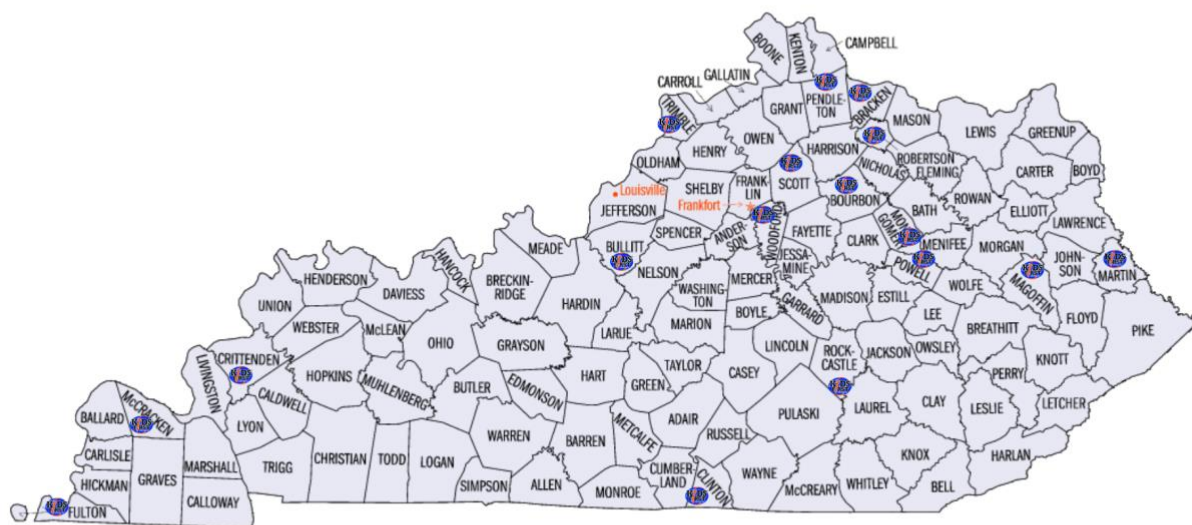 BOONE
KENTON
CAMPBELL
GALLATIN
CARROLL
TRIMBLE
GRANT
PENDLE-
TON
BRACKEN
MASON
LEWIS
GREENUP
OWEN
HENRY
OLDHAM
HARRISON
ROBERTSON
NICHOLAS
FLEMING
CARTER
BOYD
SHELBY
FRANK-
LIN
SCOTT
BOURBON
BATH
ROWAN
ELLIOTT
LAWRENCE
Louisville
Frankfort
JEFFERSON
SPENCER
ANDER-
SON
WOODFORD
FAYETTE
CLARK
MONT
GOMERY
MENIFEE
MORGAN
JOHN-
SON
MARTIN
BULLITT
MEADE
NELSON
JESSA-
MINE
POWELL
WOLFE
MAGOFFIN
HANCOCK
BRECKIN-
RIDGE
HARDIN
WASHING-
TON
MERCER
GARRARD
MADISON
ESTILL
LEE
BREATHITT
FLOYD
PIKE
HENDERSON
UNION
DAVIESS
WEBSTER
McLEAN
OHIO
GRAYSON
LARUE
MARION
BOYLE
LINCOLN
ROCK-
CASTLE
JACKSON
OWSLEY
PERRY
KNOTT
LETCHER
LIVINGSTON
CRITTENDEN
HOPKINS
MUHLENBERG
BUTLER
EDMONSON
HART
GREEN
TAYLOR
CASEY
PULASKI
LAUREL
CLAY
LESLIE
HARLAN
BALLARD
McCRACKEN
LYON
CALDWELL
WARREN
BARREN
METCALFE
ADAIR
RUSSELL
KNOX
CARLISLE
HICKMAN
GRAVES
MARSHALL
CALLOWAY
TRIGG
CHRISTIAN
TODD
LOGAN
SIMPSON
ALLEN
MONROE
CUMBER-
LAND
CLINTON
WAYNE
McCREARY
WHITLEY
BELL
FULTON